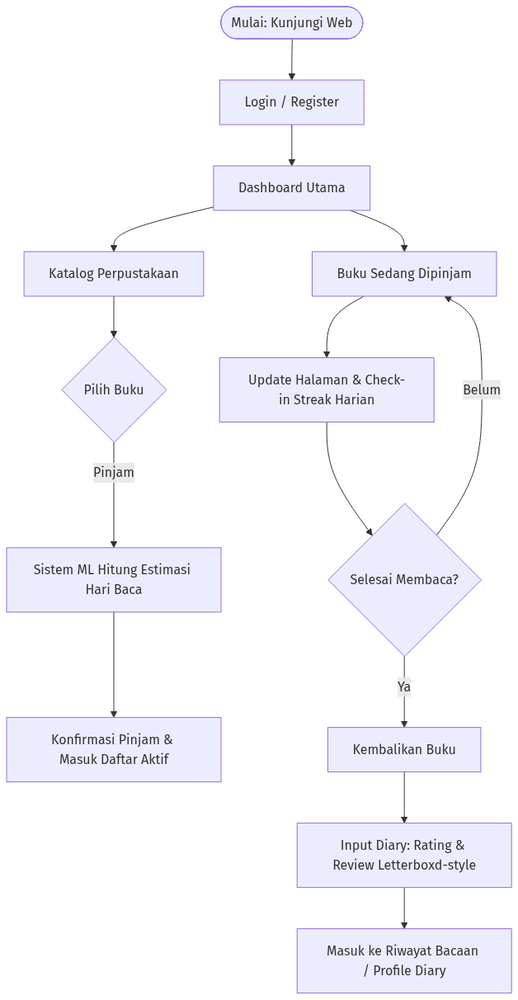 Mulai: Kunjungi Web
Login / Register
Dashboard Utama
Katalog Perpustakaan
Buku Sedang Dipinjam
Update Halaman & Check-
in Streak Harian
Pilih Buku
Belum
Pinjam
Sistem ML Hitung Estimasi
Hari Baca
Selesai Membaca?
Ya
Konfirmasi Pinjam &
Masuk Daftar Aktif
Kembalikan Buku
Input Diary: Rating &
Review Letterboxd-style
Masuk ke Riwayat Bacaan
/ Profile Diary